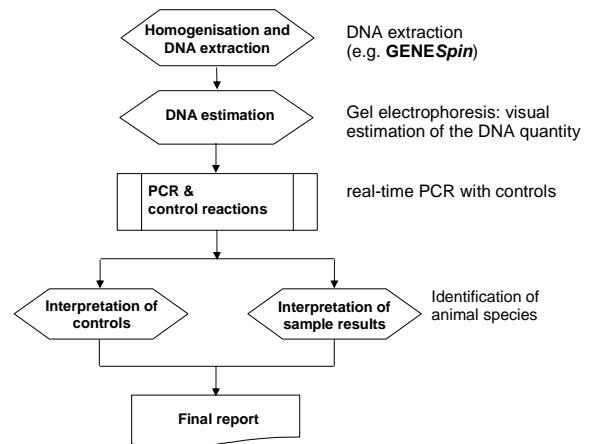 Homogenisation and
DNA extraction
DNA extraction
(e.g. GENESpin)
DNA estimation
Gel electrophoresis: visual
estimation of the DNA quantity
PCR &
control reactions
real-time PCR with controls
Interpretation of
controls
Interpretation of
sample results
Identification of
animal species
Final report